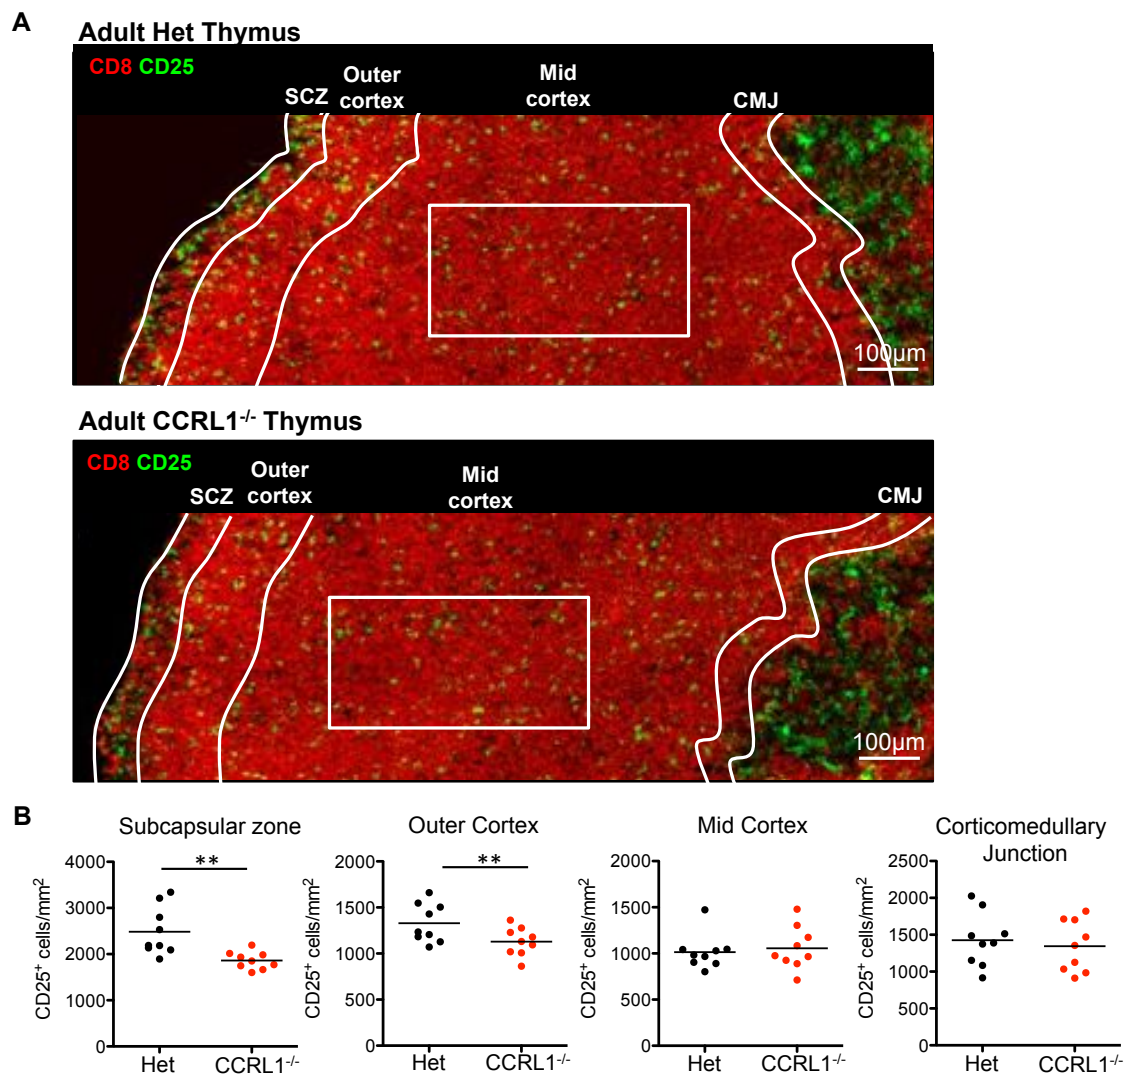 A
Adult Het Thymus
CD8 CD25
SCZ
Outer
cortex
Mid
cortex
CMJ
100µm
Adult CCRL1-/- Thymus
CD8 CD25
SCZ
Outer
cortex
Mid
cortex
CMJ
100µm
B
Subcapsular zone
CD25+ cells/mm2
4000
3000
2000
1000
0
**
Het
CCRL1-/-
Outer Cortex
CD25+ cells/mm2
2000
1500
1000
500
0
**
Het
CCRL1-/-
Mid Cortex
CD25+ cells/mm2
2000
1500
1000
500
0
Het
CCRL1-/-
Corticomedullary
Junction
CD25+ cells/mm2
2500
2000
1500
1000
500
0
Het
CCRL1-/-